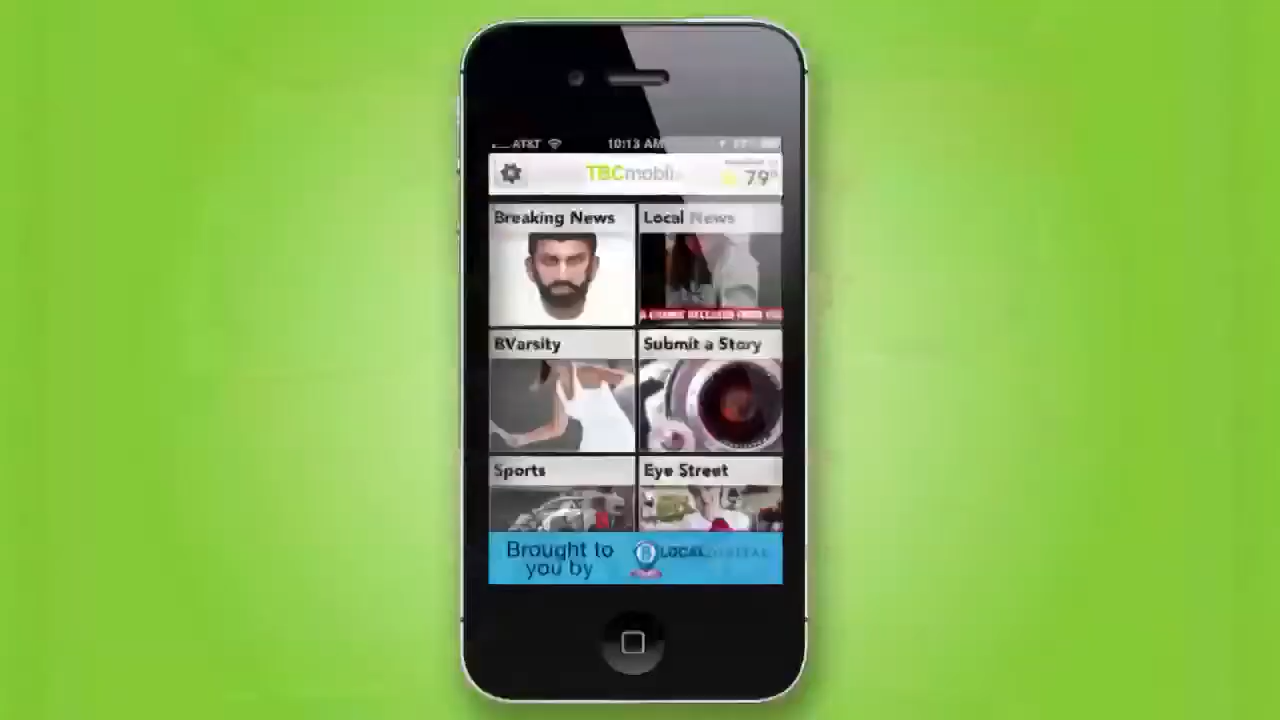 AT&T 10:13 AM
TBCmobile 79°
Breaking News Local News
BVarsity Submit a Story
Sports Eye Street
Brought to
you by
B LOCAL